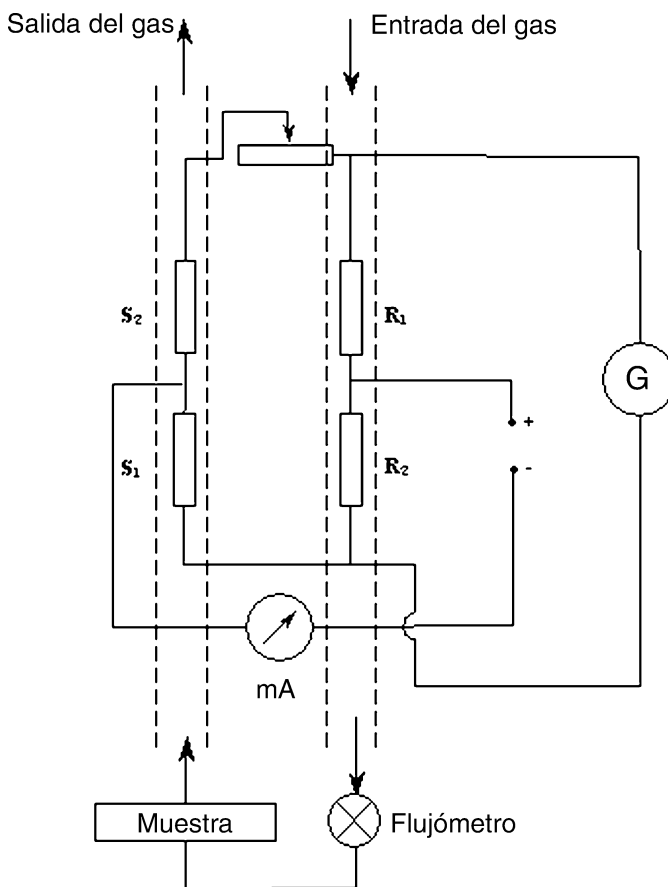 Salida del gas
Entrada del gas
S₂
R₁
G
+
S₁
R₂
-
mA
Muestra
Flujómetro